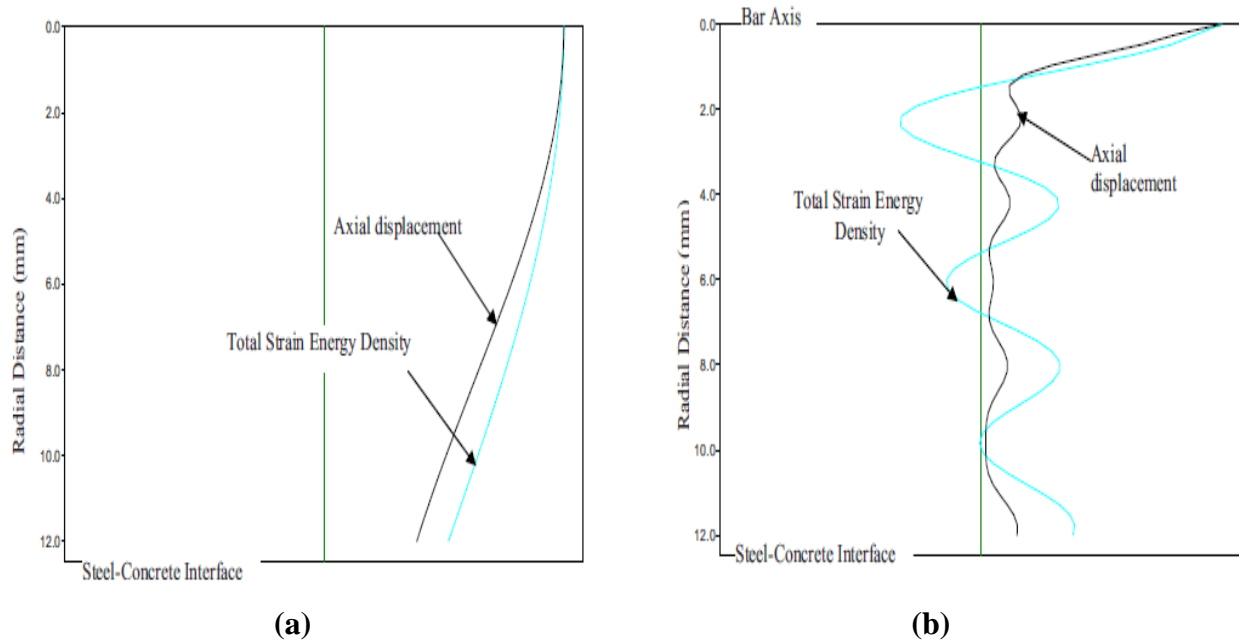 0.0
2.0
4.0
6.0
8.0
10.0
12.0
Radial Distance (mm)
Axial displacement
Total Strain Energy Density
Steel-Concrete Interface
(a)
Bar Axis
0.0
2.0
4.0
6.0
8.0
10.0
12.0
Radial Distance (mm)
Axial
displacement
Total Strain Energy
Density
Steel-Concrete Interface
(b)